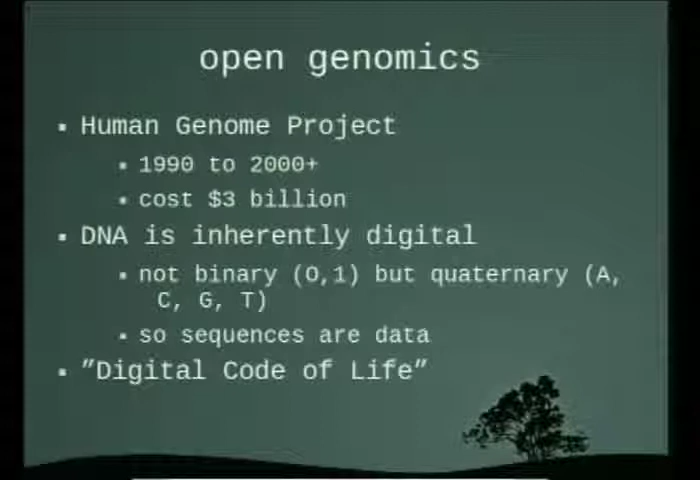 open genomics
▪ Human Genome Project
▪ 1990 to 2000+
▪ cost $3 billion
▪ DNA is inherently digital
▪ not binary (0,1) but quaternary (A,
C, G, T)
▪ so sequences are data
▪ ”Digital Code of Life”